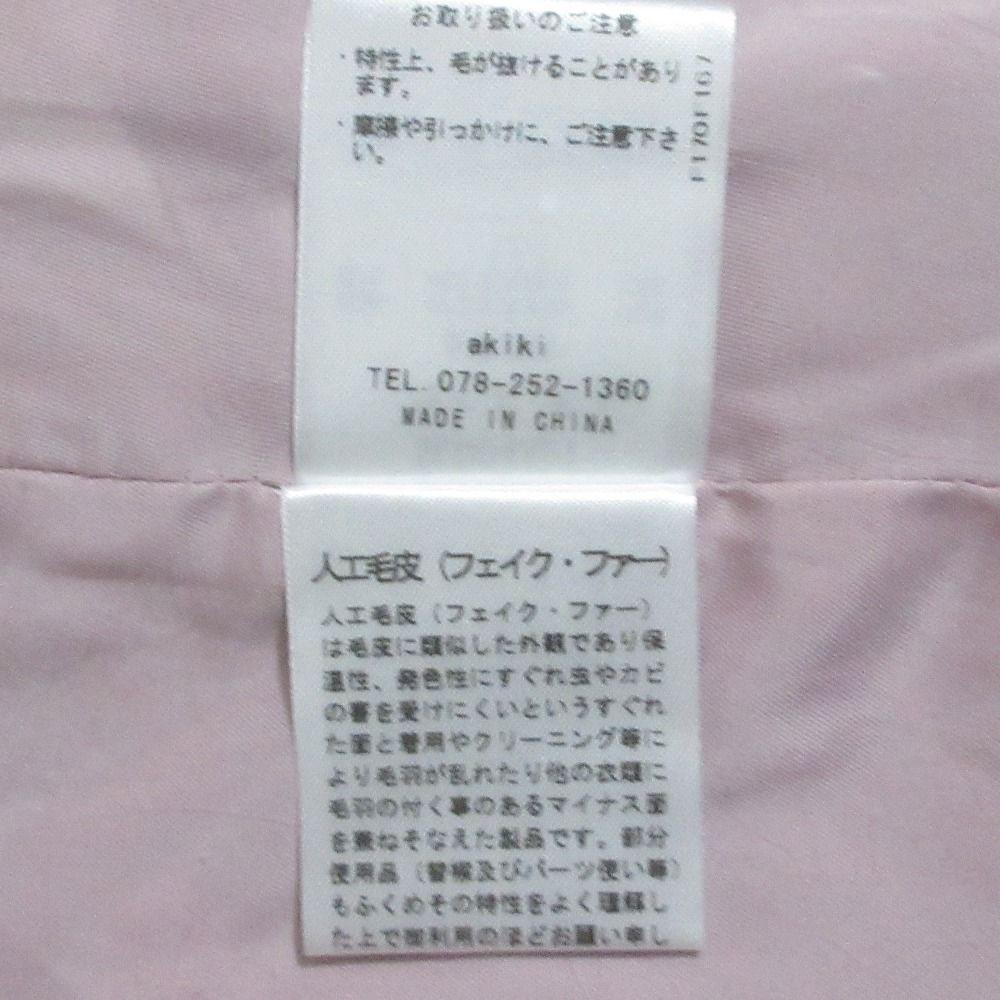 お取り扱いのご注意
・特性上、毛が抜けることがあり
ます。
・摩擦や引っかけに、ご注意下さ
い。
akiki
TEL. 078-252-1360
MADE IN CHINA
人工毛皮(フェイク・ファー)
人工毛皮(フェイク・ファー)
は毛皮に類似した外観であり保
温性、発色性にすぐれ虫やカビ
の害を受けにくいというすぐれ
た面と着用やクリーニング等に
より毛羽が乱れたり他の衣類に
毛羽の付く事のあるマイナス面
を兼ねそなえた製品です。部分
使用品(替襟及びパーツ使い等)
もふくめその特性をよく理解し
た上で御利用のほどお願い申し